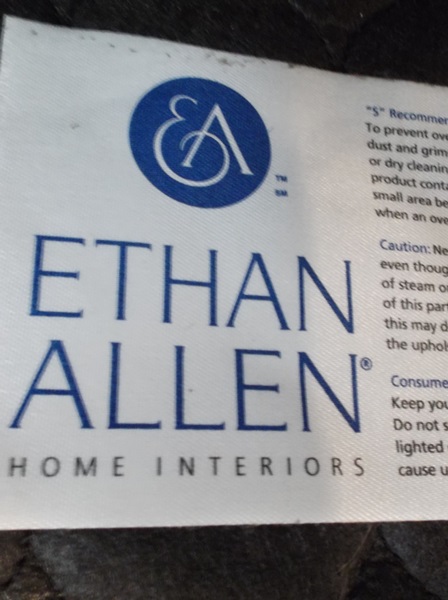 EA
TM
SM
ETHAN
ALLEN®
HOME INTERIORS
"S" Recommen
To prevent ove
dust and grim
or dry cleanin
product conta
small area be
when an ove
Caution: Ne
even thoug
of steam o
of this par
this may d
the uphol
Consume
Keep you
Do not s
lighted
cause u